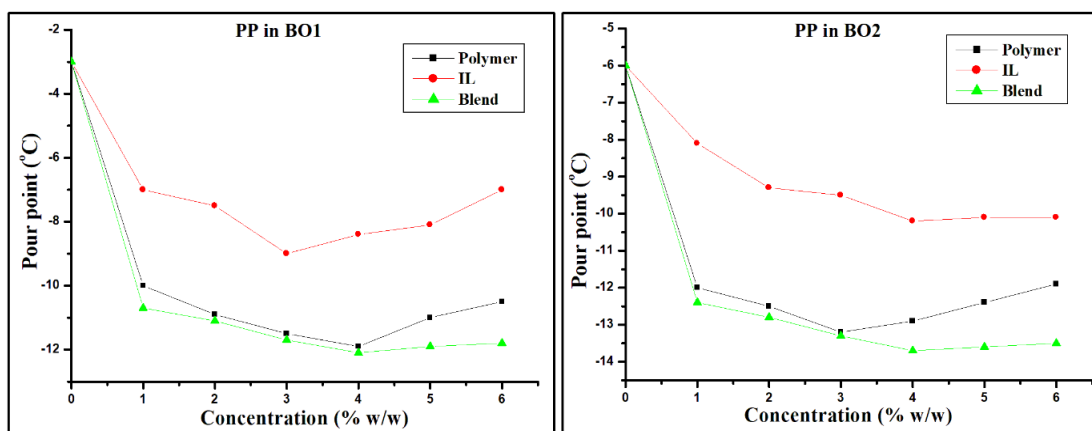 PP in BO1
Polymer
IL
Blend
-2
-4
-6
-8
-10
-12
0 1 2 3 4 5 6
Pour point (°C)
Concentration (% w/w)
PP in BO2
Polymer
IL
Blend
-5
-6
-7
-8
-9
-10
-11
-12
-13
-14
0 1 2 3 4 5 6
Pour point (°C)
Concentration (% w/w)